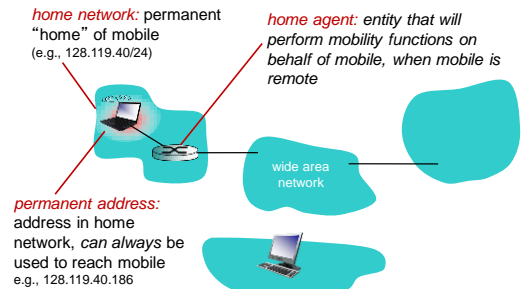 home network: permanent
“home” of mobile
(e.g., 128.119.40/24)
home agent: entity that will
perform mobility functions on
behalf of mobile, when mobile is
remote
wide area
network
permanent address:
address in home
network, can always be
used to reach mobile
e.g., 128.119.40.186